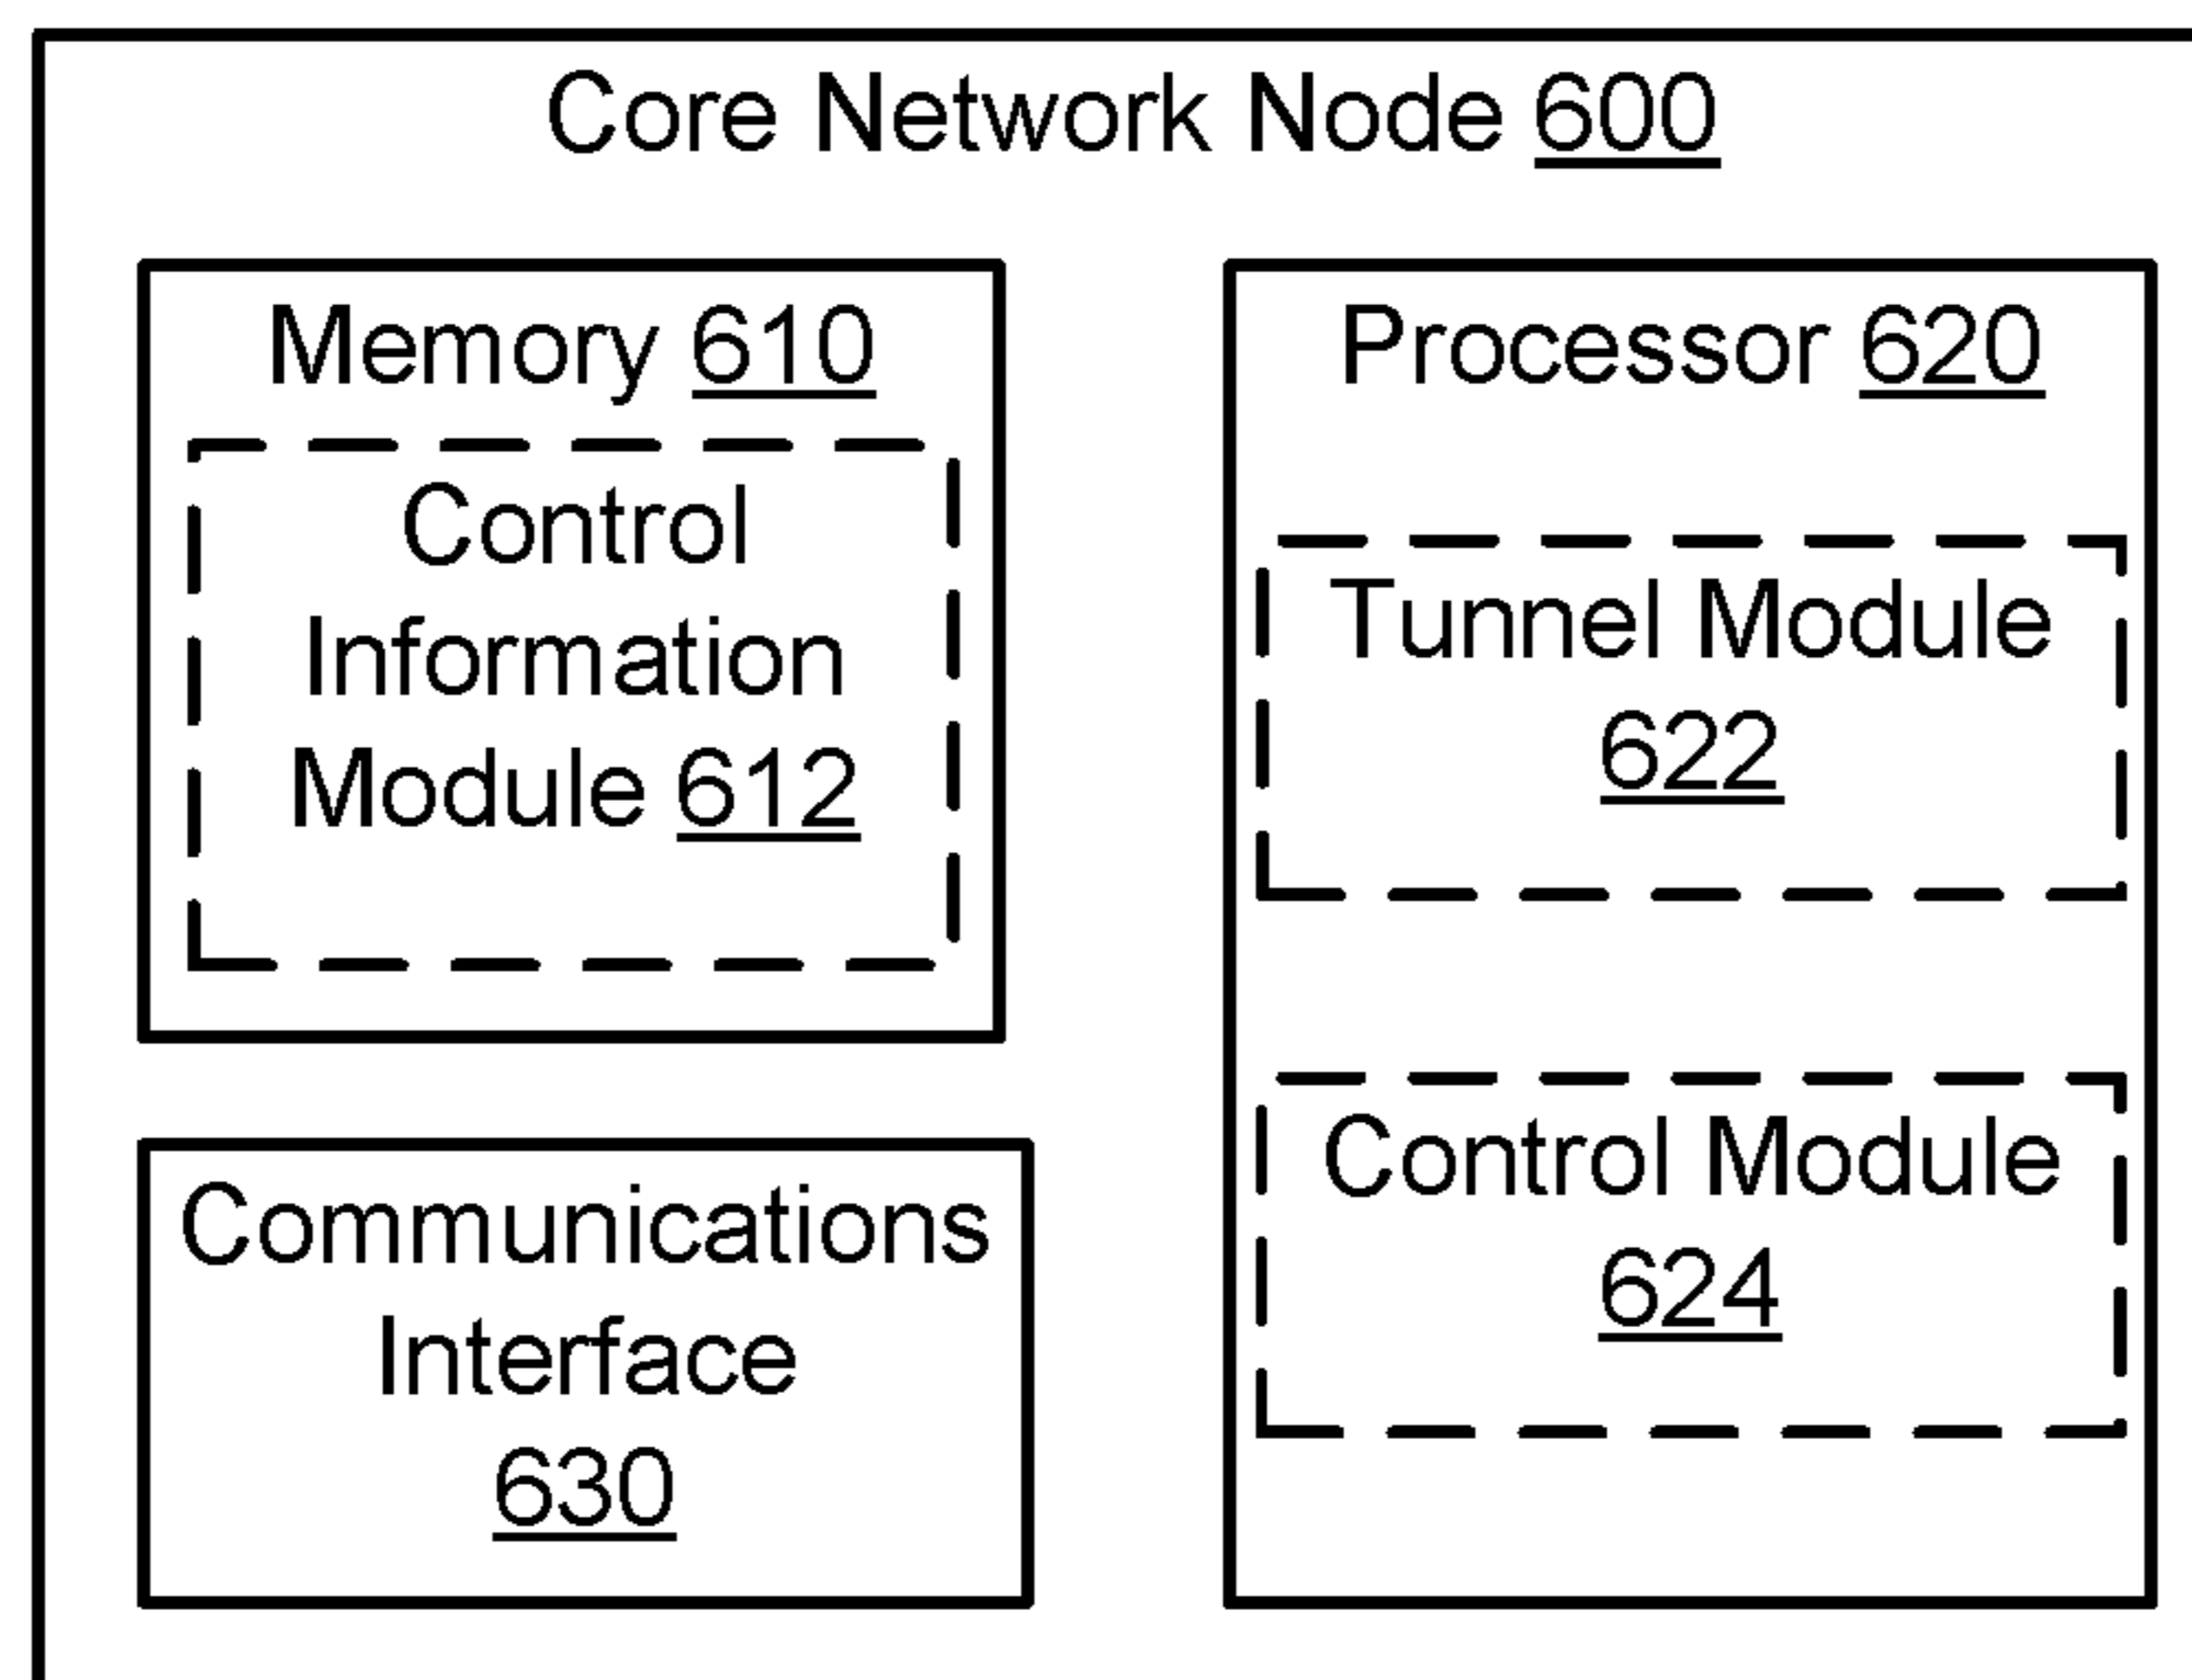 Core Network Node 600
Memory 610
Control
Information
Module 612
Communications
Interface
630
Processor 620
Tunnel Module
622
Control Module
624